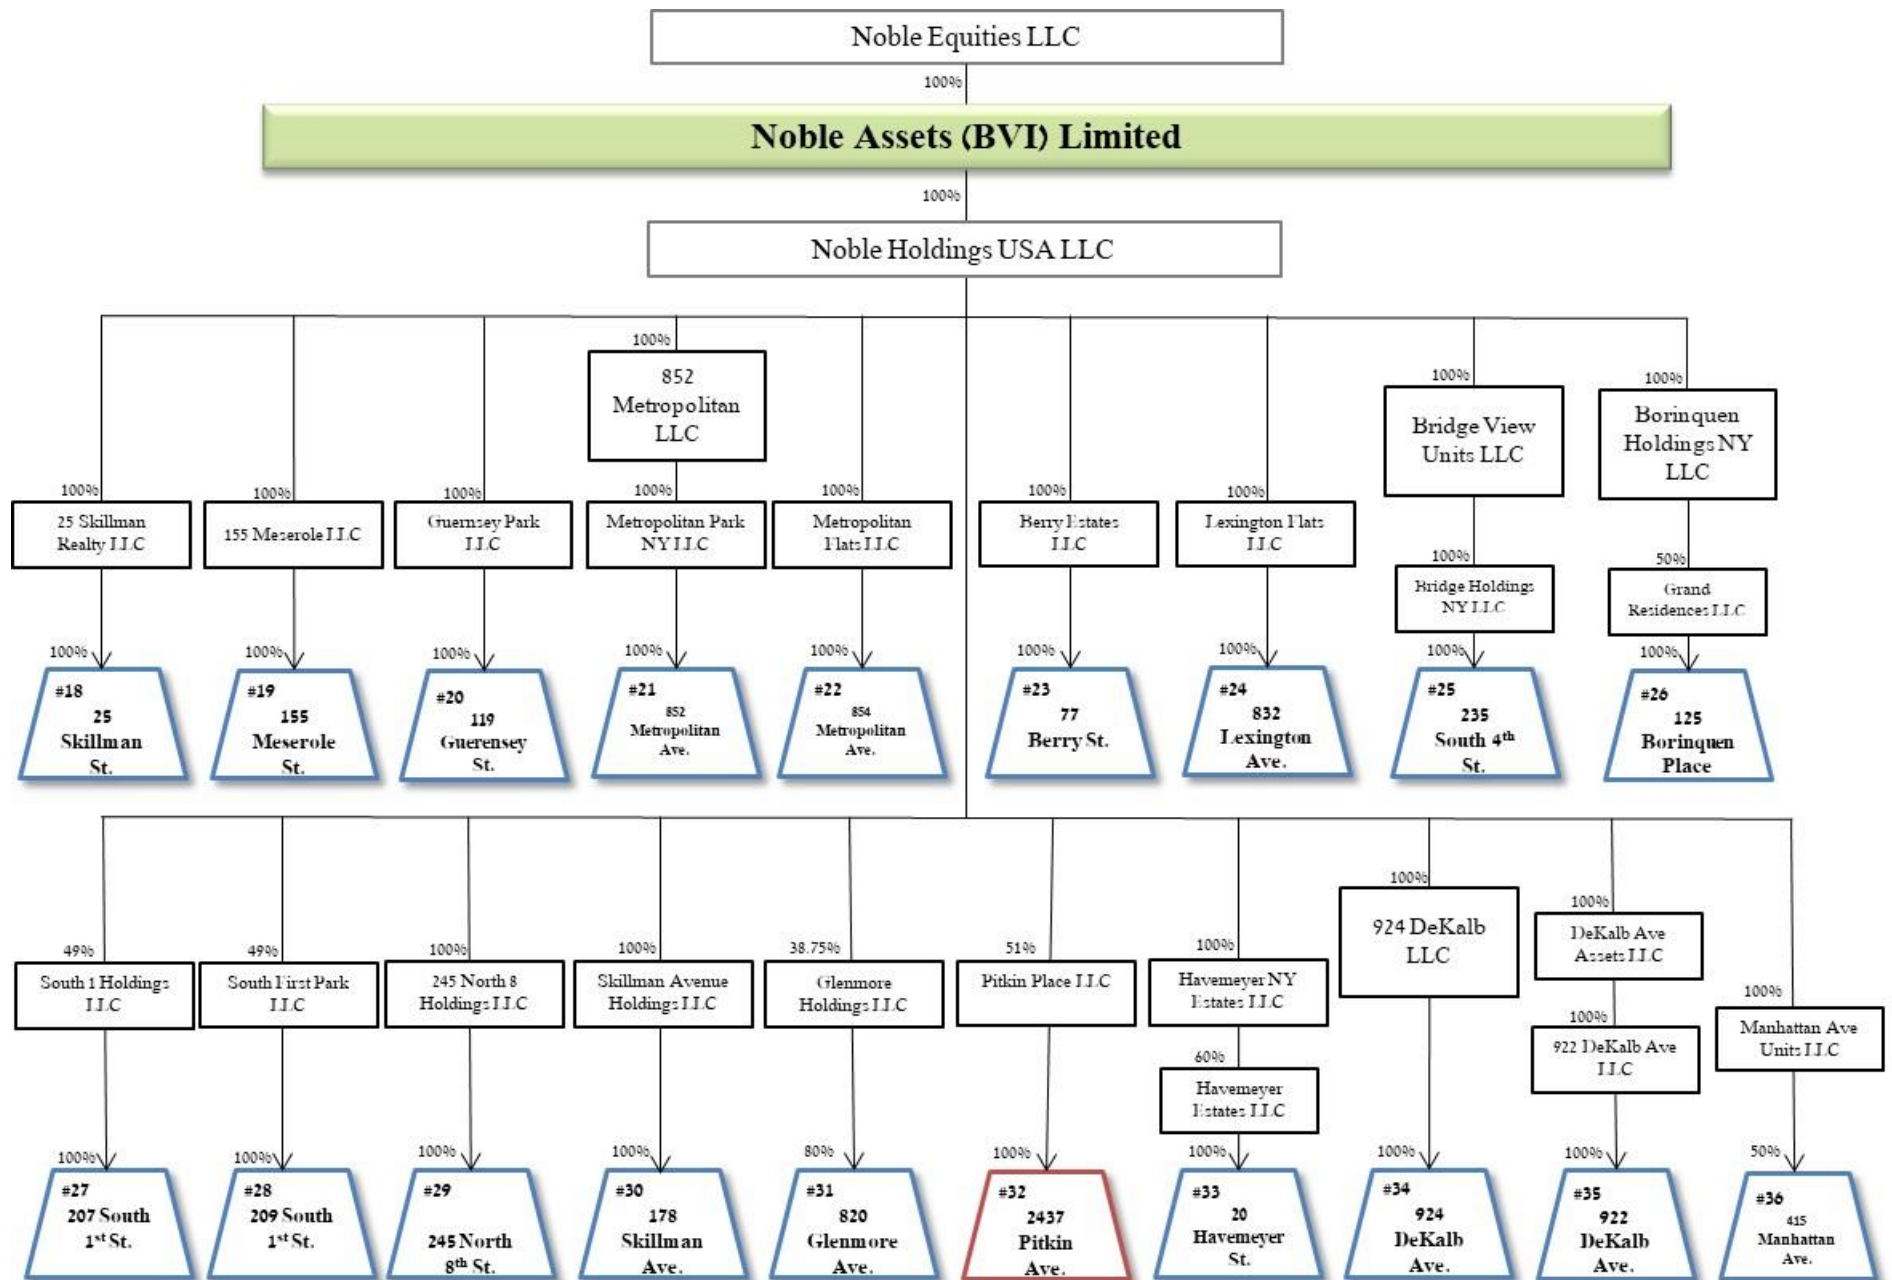 Noble Equities LLC
100%
Noble Assets (BVI) Limited
100%
Noble Holdings USA LLC
100%
852
Metropolitan
LLC
100%
Bridge View
Units LLC
100%
Borinquen
Holdings NY
LLC
100%
25 Skillman
Realty LLC
100%
155 Meserole LLC
100%
Guernsey Park
LLC
100%
Metropolitan Park
NY LLC
100%
Metropolitan
Flats LLC
100%
Berry Estates
LLC
100%
Lexington Flats
LLC
100%
Bridge Holdings
NY LLC
50%
Grand
Residences LLC
100%
#18
25
Skillman
St.
100%
#19
155
Meserole
St.
100%
#20
119
Guerensey
St.
100%
#21
852
Metropolitan
Ave.
100%
#22
854
Metropolitan
Ave.
100%
#23
77
Berry St.
100%
#24
832
Lexington
Ave.
100%
#25
235
South 4th
St.
100%
#26
125
Borinquen
Place
49%
South 1 Holdings
LLC
49%
South First Park
LLC
100%
245 North 8
Holdings LLC
100%
Skillman Avenue
Holdings LLC
38.75%
Glenmore
Holdings LLC
51%
Pitkin Place LLC
100%
Havemeyer NY
Estates LLC
60%
Havemeyer
Estates LLC
100%
924 DeKalb
LLC
100%
DeKalb Ave
Assets LLC
100%
922 DeKalb Ave
LLC
100%
Manhattan Ave
Units LLC
100%
#27
207 South
1st St.
100%
#28
209 South
1st St.
100%
#29
245 North
8th St.
100%
#30
178
Skillman
Ave.
80%
#31
820
Glenmore
Ave.
100%
#32
2437
Pitkin
Ave.
100%
#33
20
Havemeyer
St.
100%
#34
924
DeKalb
Ave.
100%
#35
922
DeKalb
Ave.
50%
#36
415
Manhattan
Ave.